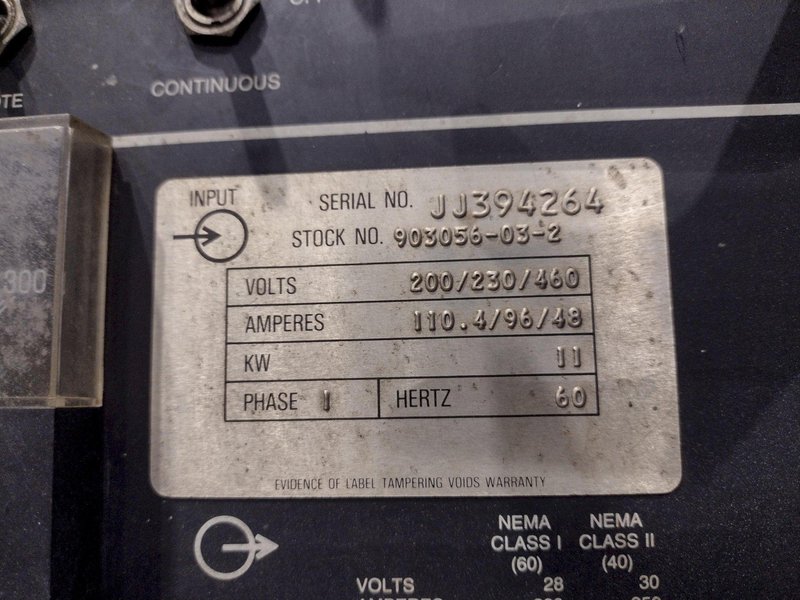 CONTINUOUS
300
INPUT
SERIAL NO. JJ394264
STOCK NO. 903056-03-2
VOLTS 200/230/460
AMPERES 110.4/96/48
KW 11
PHASE 1 HERTZ 60
EVIDENCE OF LABEL TAMPERING VOIDS WARRANTY
NEMA NEMA
CLASS I CLASS II
(60) (40)
VOLTS 28 30